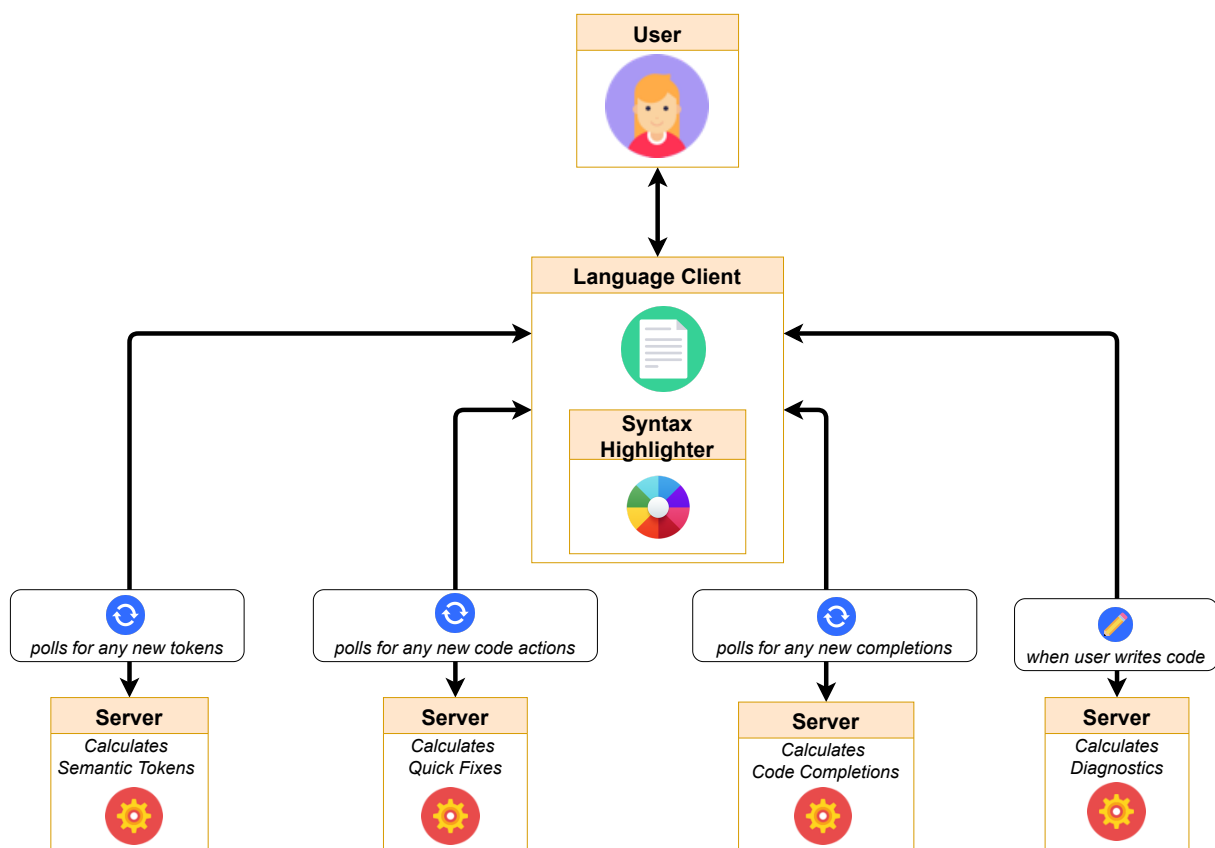 User
Language Client
Syntax
Highlighter
polls for any new tokens
polls for any new code actions
polls for any new completions
when user writes code
Server
Calculates
Semantic Tokens
Server
Calculates
Quick Fixes
Server
Calculates
Code Completions
Server
Calculates
Diagnostics